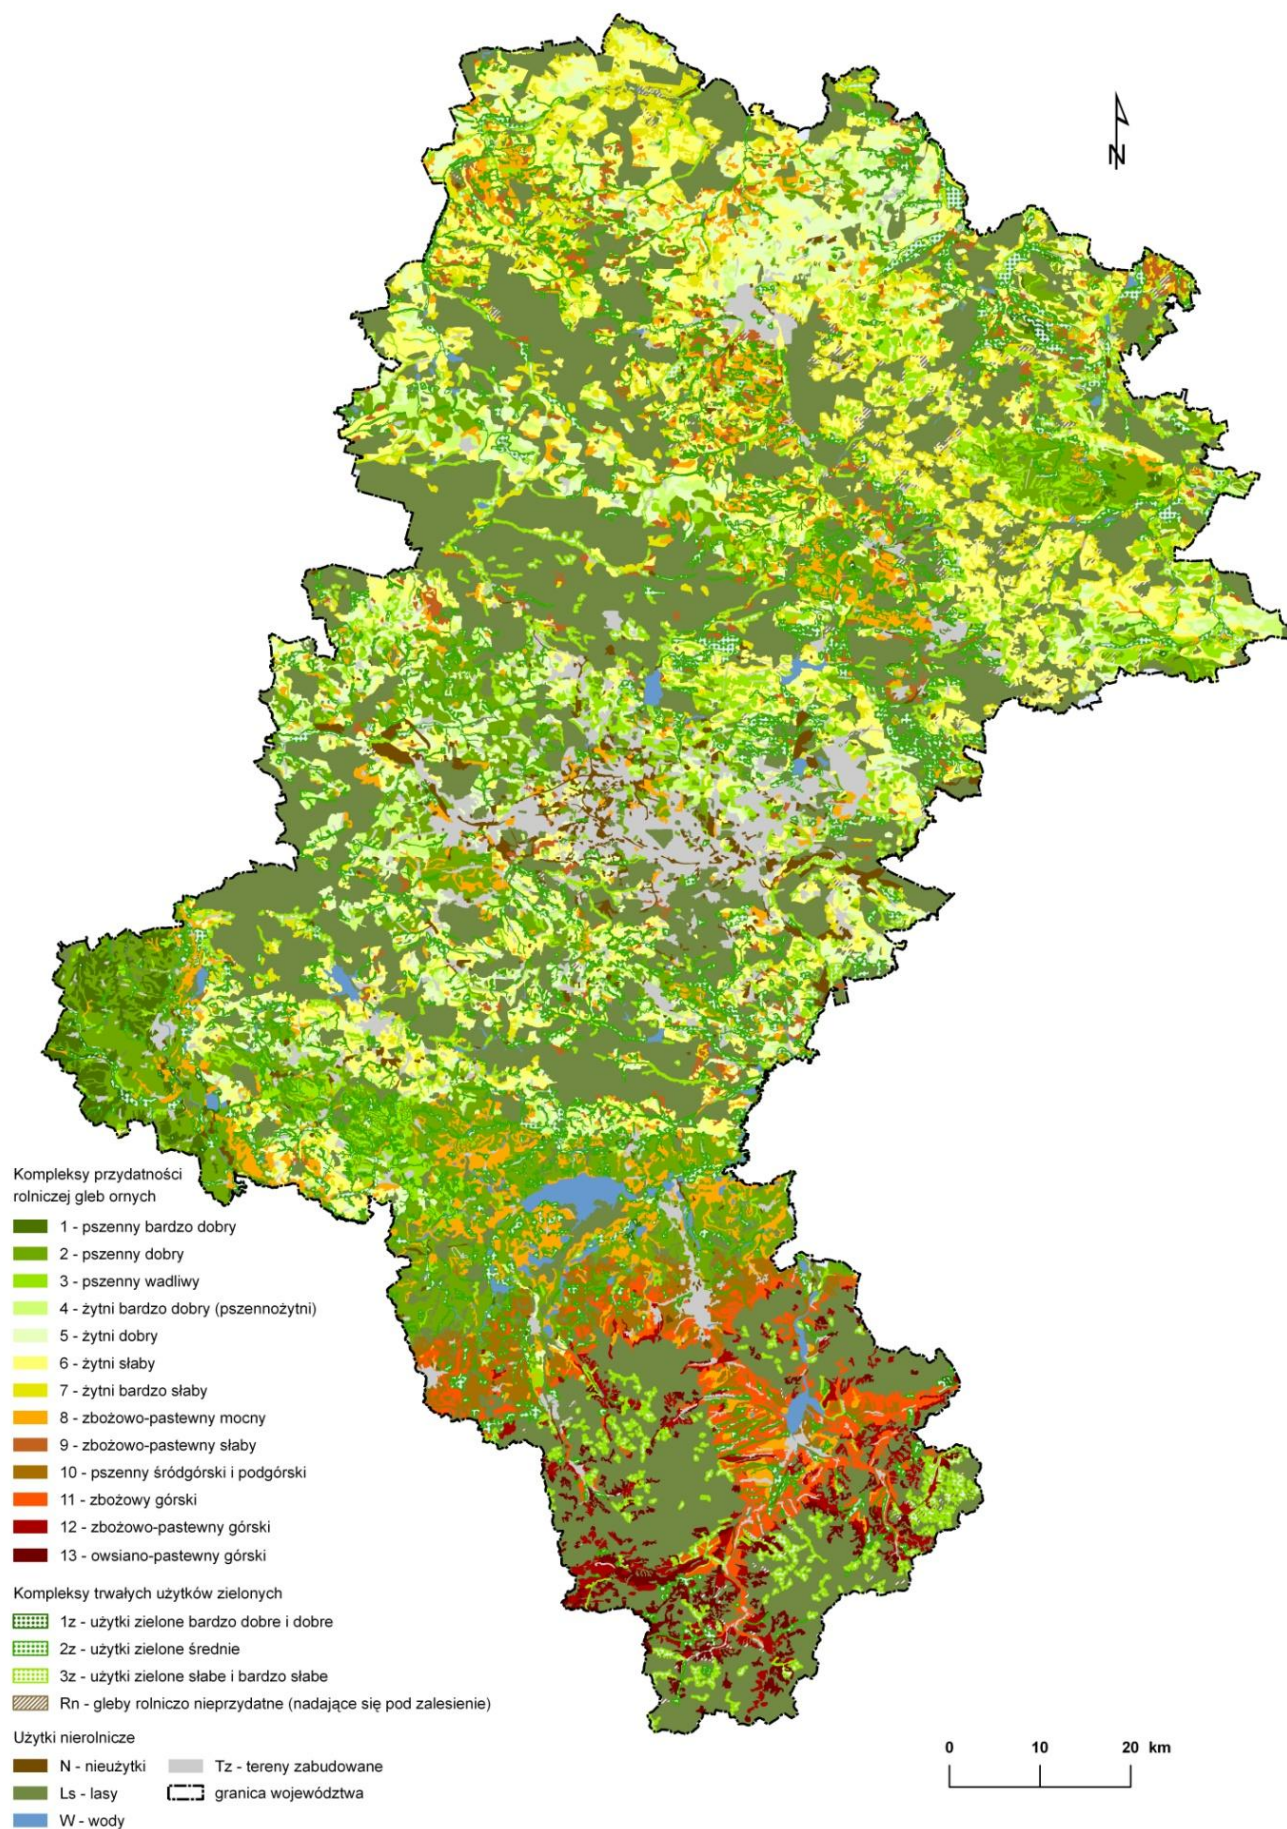 N
Kompleksy przydatności
rolniczej gleb ornych
1 - pszenny bardzo dobry
2 - pszenny dobry
3 - pszenny wadliwy
4 - żytni bardzo dobry (pszennożytni)
5 - żytni dobry
6 - żytni słaby
7 - żytni bardzo słaby
8 - zbożowo-pastewny mocny
9 - zbożowo-pastewny słaby
10 - pszenny śródgórski i podgórski
11 - zbożowy górski
12 - zbożowo-pastewny górski
13 - owsiano-pastewny górski
Kompleksy trwałych użytków zielonych
1z - użytki zielone bardzo dobre i dobre
2z - użytki zielone średnie
3z - użytki zielone słabe i bardzo słabe
Rn - gleby rolniczo nieprzydatne (nadające się pod zalesienie)
Użytki nierolnicze
N - nieużytki
Tz - tereny zabudowane
Ls - lasy
granica województwa
W - wody
0 10 20 km